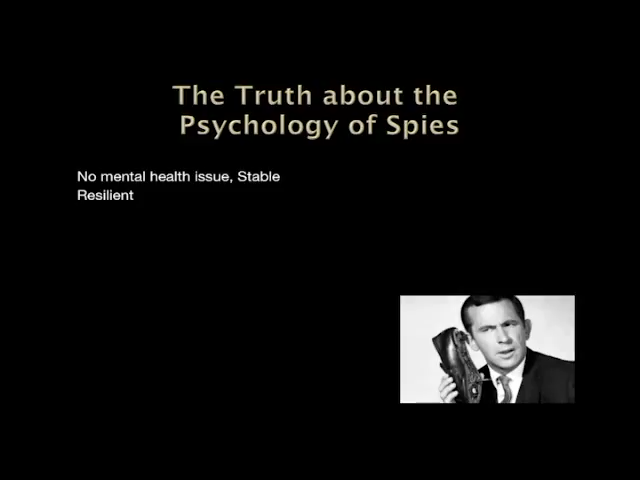 The Truth about the
Psychology of Spies
No mental health issue, Stable
Resilient